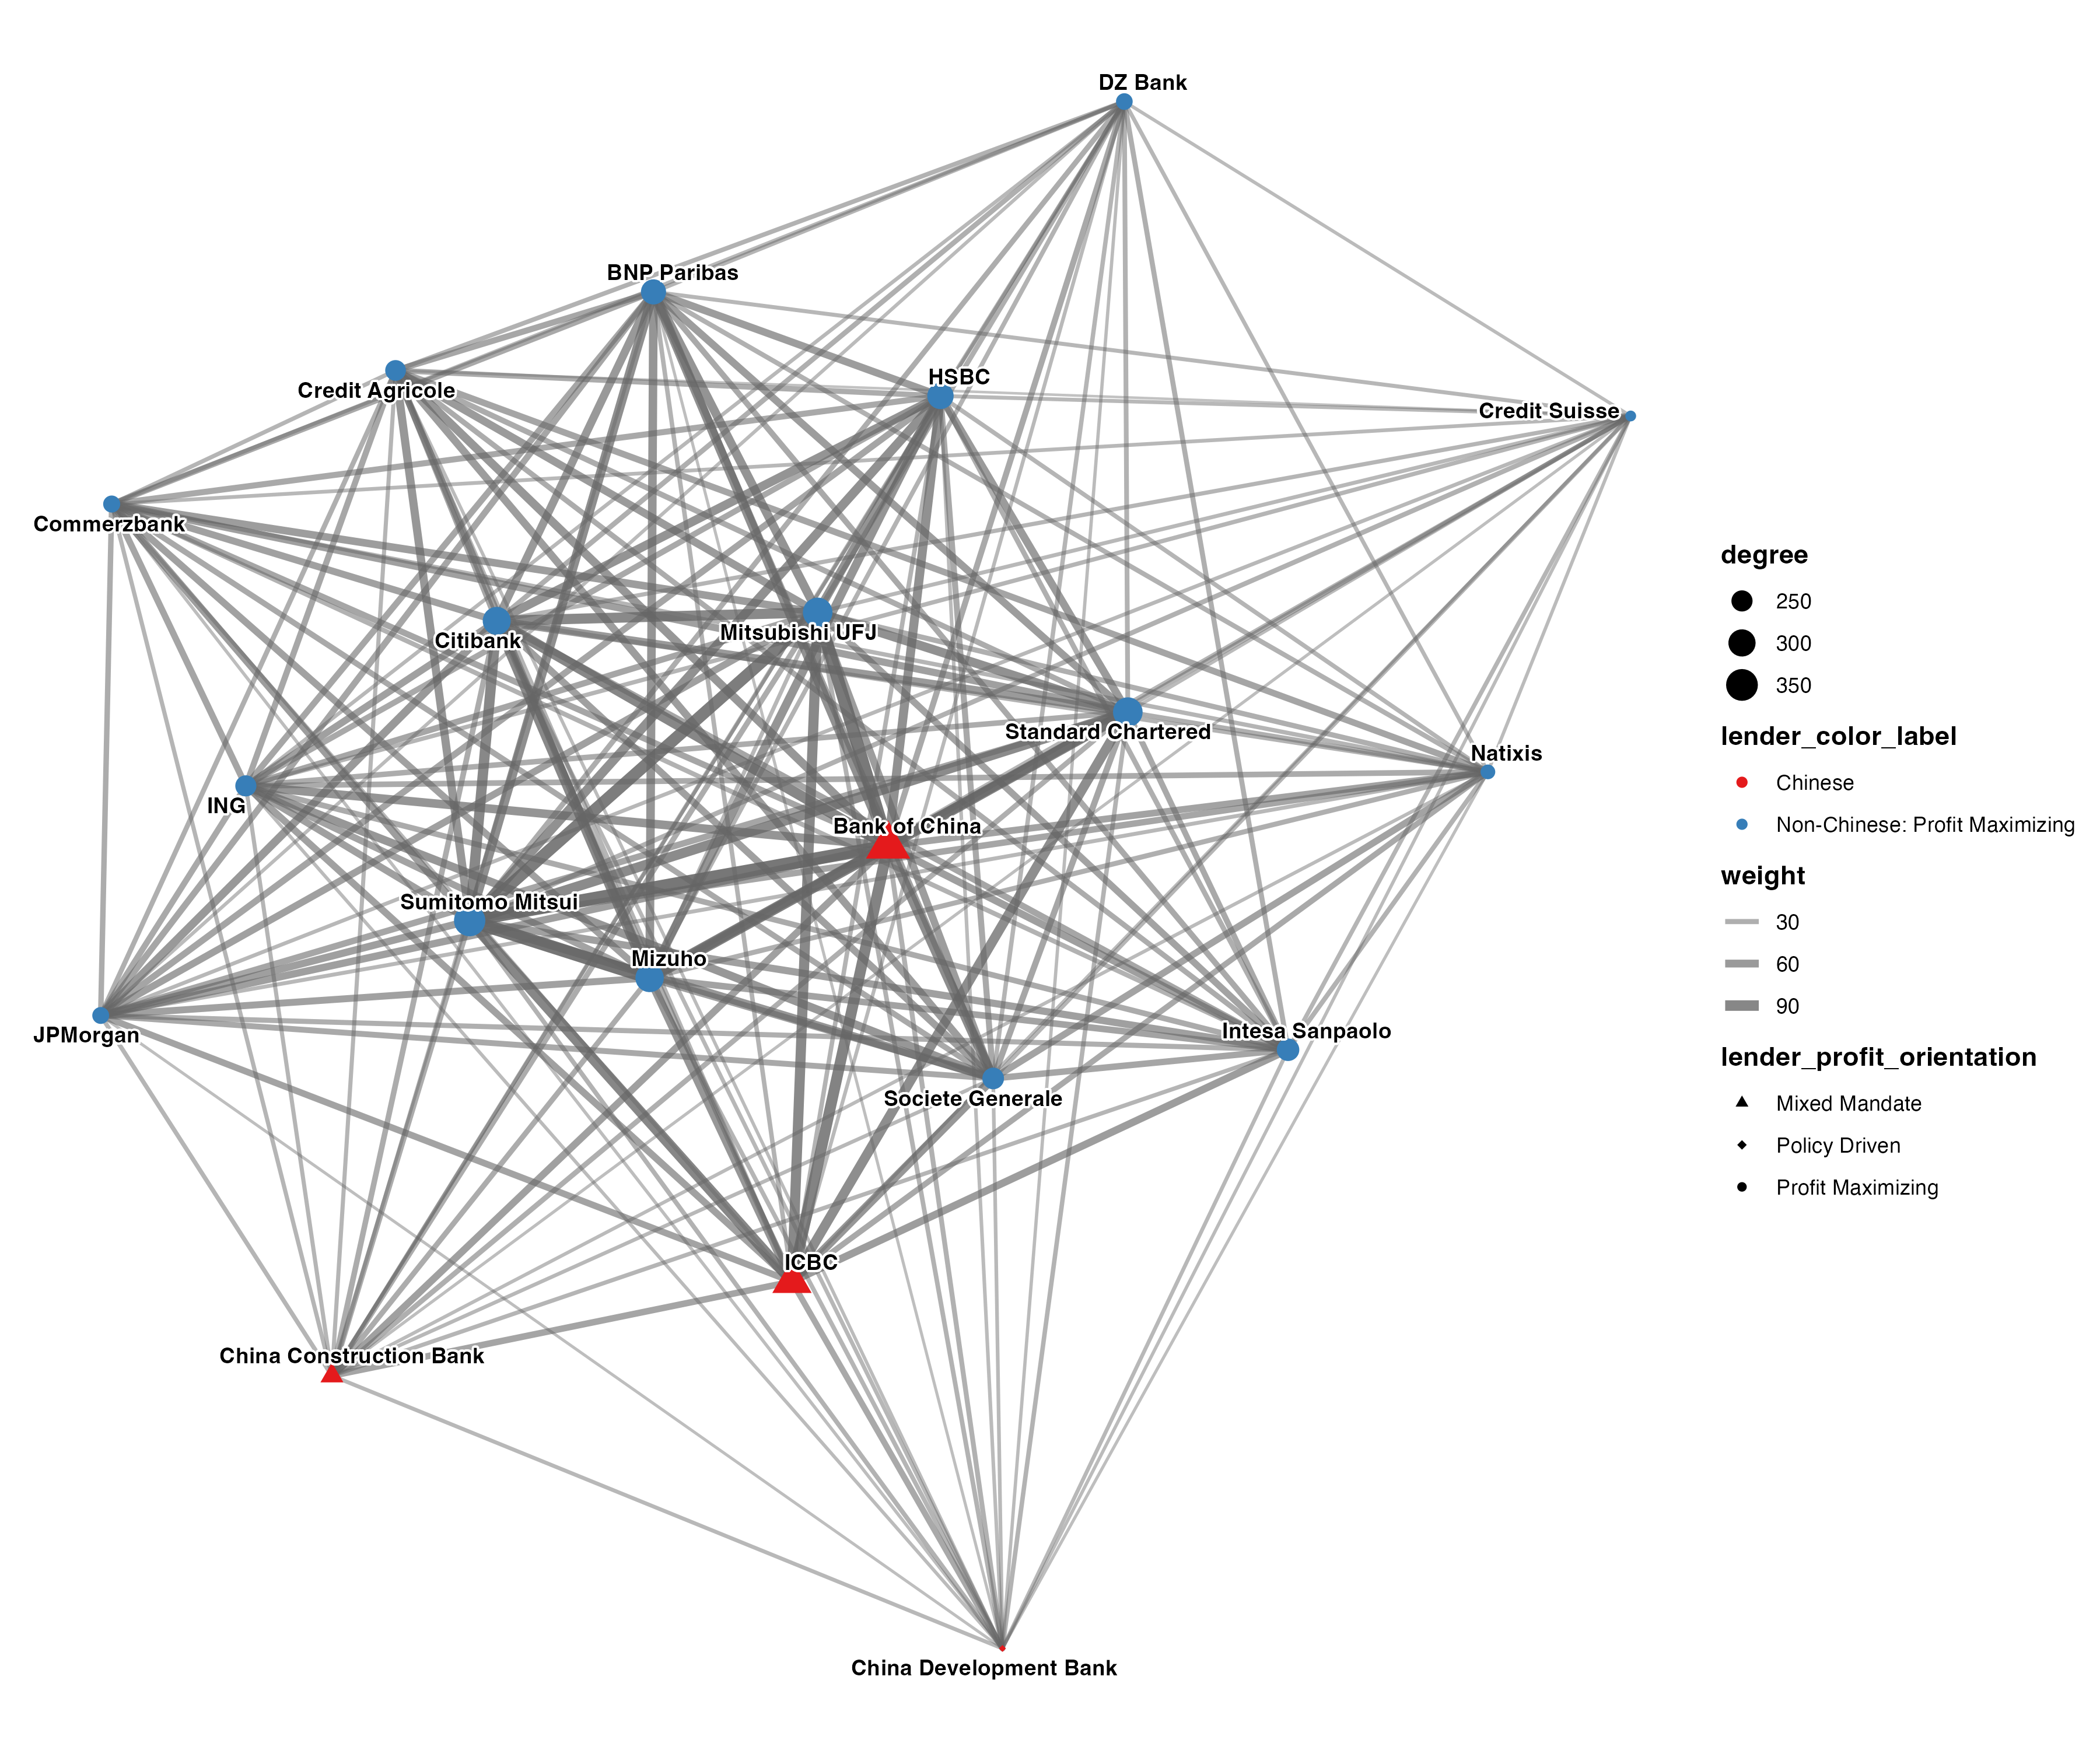 DZ Bank
BNP Paribas
HSBC
Credit Agricole
Credit Suisse
Commerzbank
Citibank
Mitsubishi UFJ
Standard Chartered
Natixis
ING
Bank of China
Sumitomo Mitsui
Mizuho
JPMorgan
Intesa Sanpaolo
Societe Generale
ICBC
China Construction Bank
China Development Bank
degree
250
300
350
lender_color_label
Chinese
Non-Chinese: Profit Maximizing
weight
30
60
90
lender_profit_orientation
Mixed Mandate
Policy Driven
Profit Maximizing